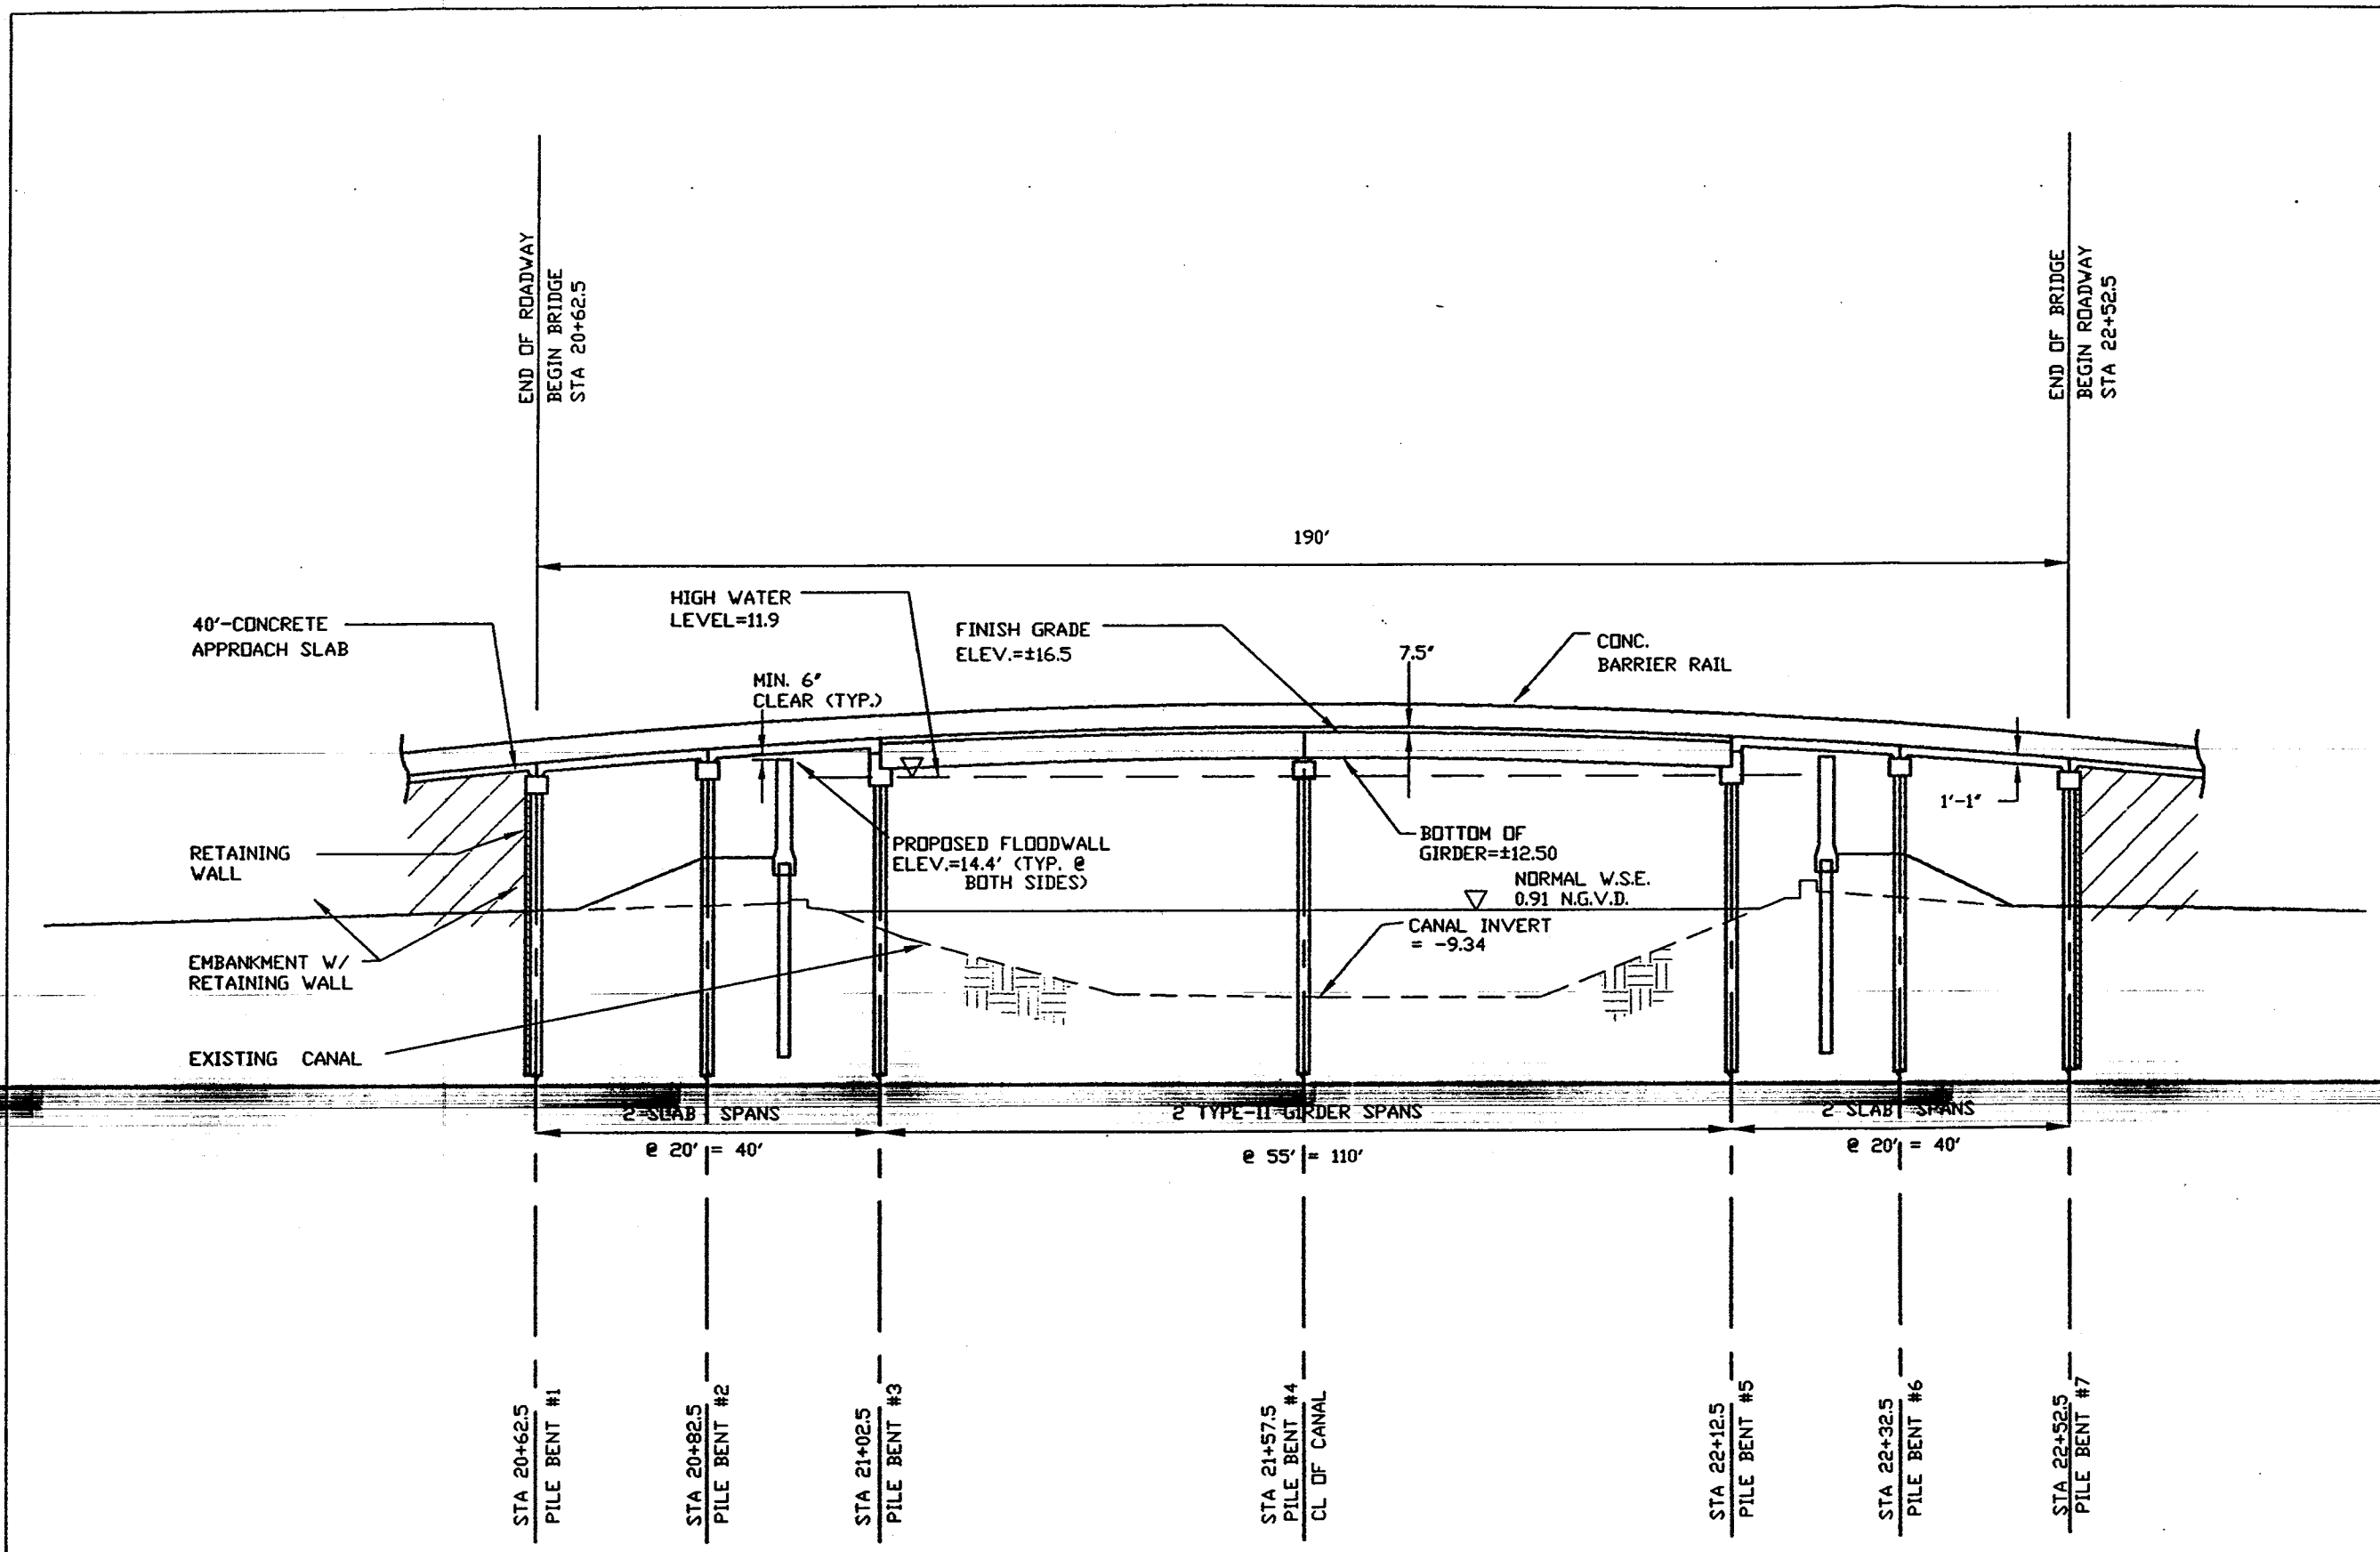 END OF ROADWAY
BEGIN BRIDGE
STA 20+62.5
END OF BRIDGE
BEGIN ROADWAY
STA 22+52.5
190'
40'-CONCRETE
APPROACH SLAB
HIGH WATER
LEVEL=11.9
MIN. 6"
CLEAR (TYP.)
FINISH GRADE
ELEV.=±16.5
7.5"
CONC.
BARRIER RAIL
RETAINING
WALL
PROPOSED FLOODWALL
ELEV.=14.4' (TYP. @
BOTH SIDES)
BOTTOM OF
GIRDER=±12.50
1'-1"
NORMAL W.S.E.
0.91 N.G.V.D.
CANAL INVERT
= -9.34
EMBANKMENT W/
RETAINING WALL
EXISTING CANAL
2 SLAB SPANS
@ 20' = 40'
2 TYPE-II GIRDER SPANS
@ 55' = 110'
2 SLAB SPANS
@ 20' = 40'
STA 20+62.5
PILE BENT #1
STA 20+82.5
PILE BENT #2
STA 21+02.5
PILE BENT #3
STA 21+57.5
PILE BENT #4
CL OF CANAL
STA 22+12.5
PILE BENT #5
STA 22+32.5
PILE BENT #6
STA 22+52.5
PILE BENT #7